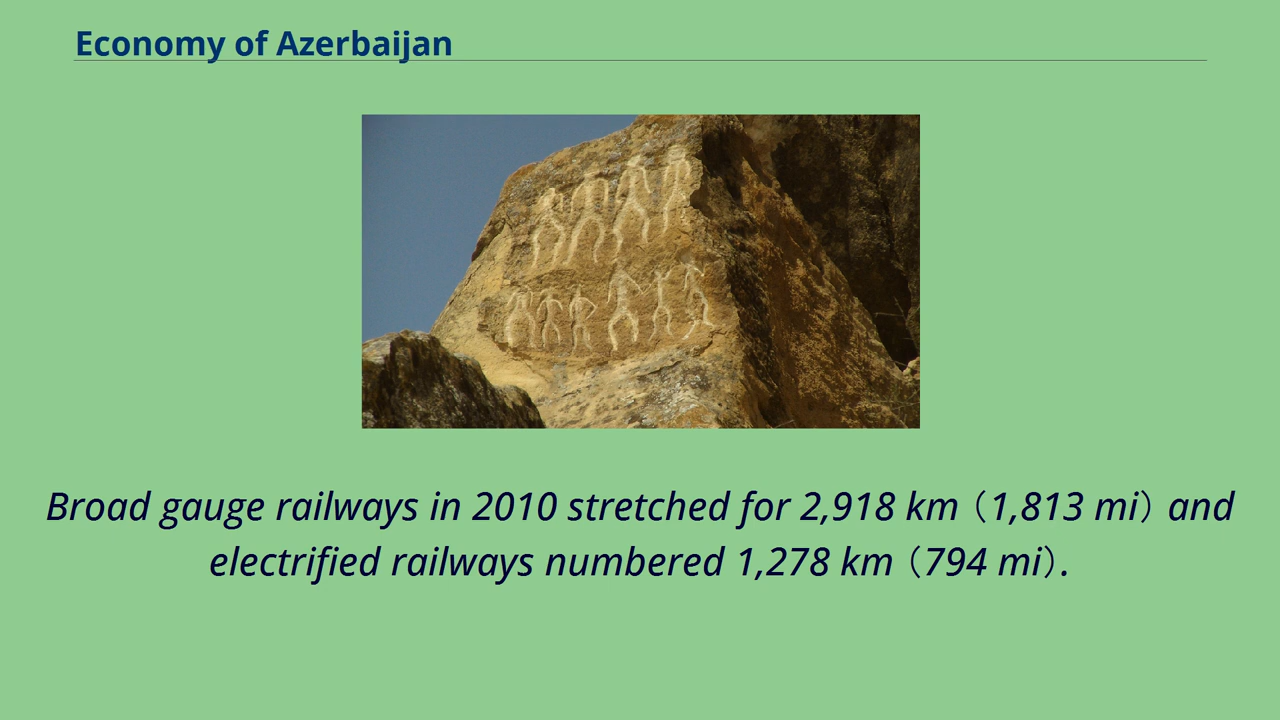 Economy of Azerbaijan
Broad gauge railways in 2010 stretched for 2,918 km（1,813 mi）and
electrified railways numbered 1,278 km（794 mi）.